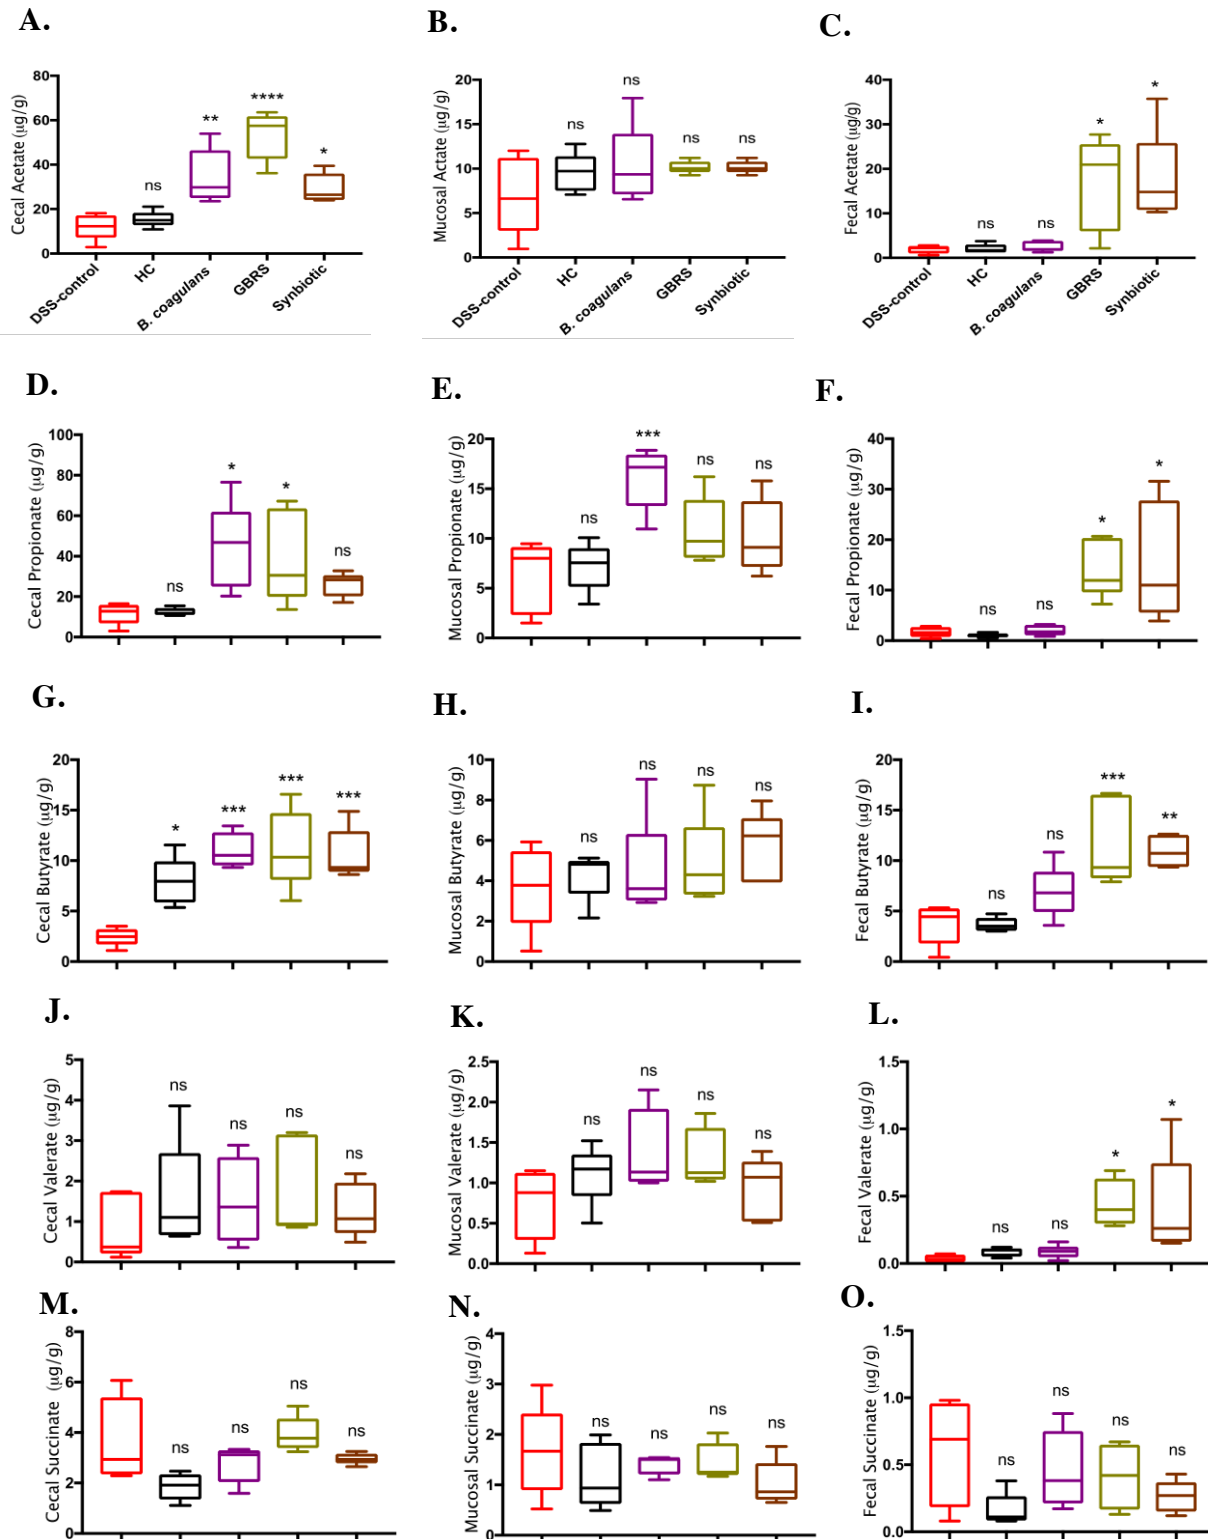 A.
Cecal Acetate (µg/g)
80
60
40
20
0
ns
**
****
*
DSS-control
HC
B. coagulans
GBRS
Synbiotic
B.
Mucosal Actate (µg/g)
20
15
10
5
0
ns
ns
ns
ns
DSS-control
HC
B. coagulans
GBRS
Synbiotic
C.
Fecal Acetate (µg/g)
40
30
20
10
0
ns
ns
*
*
DSS-control
HC
B. coagulans
GBRS
Synbiotic
D.
Cecal Propionate (µg/g)
100
80
60
40
20
0
ns
*
*
ns
E.
Mucosal Propionate (µg/g)
20
15
10
5
0
ns
***
ns
ns
F.
Fecal Propionate (µg/g)
40
30
20
10
0
ns
ns
*
*
G.
Cecal Butyrate (µg/g)
20
15
10
5
0
*
***
***
***
H.
Mucosal Butyrate (µg/g)
10
8
6
4
2
0
ns
ns
ns
ns
I.
Fecal Butyrate (µg/g)
20
15
10
5
0
ns
ns
***
**
J.
Cecal Valerate (µg/g)
5
4
3
2
1
0
ns
ns
ns
ns
K.
Mucosal Valerate (µg/g)
2.5
2.0
1.5
1.0
0.5
0.0
ns
ns
ns
ns
L.
Fecal Valerate (µg/g)
1.5
1.0
0.5
0.0
ns
ns
*
*
M.
Cecal Succinate (µg/g)
8
6
4
2
0
ns
ns
ns
ns
N.
Mucosal Succinate (µg/g)
4
3
2
1
0
ns
ns
ns
ns
O.
Fecal Succinate (µg/g)
1.5
1.0
0.5
0.0
ns
ns
ns
ns